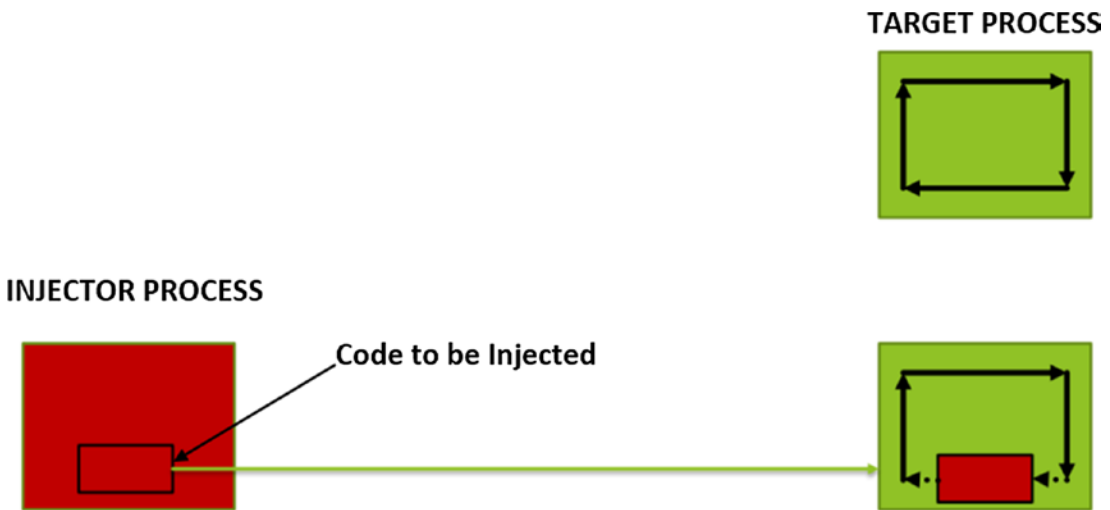 TARGET PROCESS
INJECTOR PROCESS
Code to be Injected